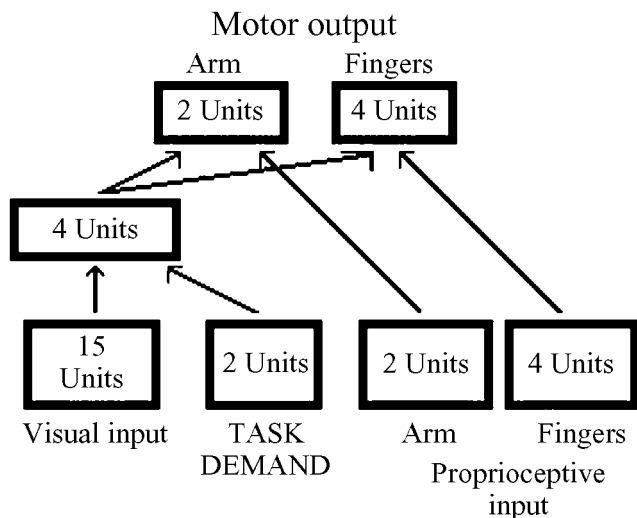 Motor output
Arm Fingers
2 Units 4 Units
4 Units
15
Units
2 Units 2 Units 4 Units
Visual input TASK
DEMAND
Arm Fingers
Proprioceptive
input